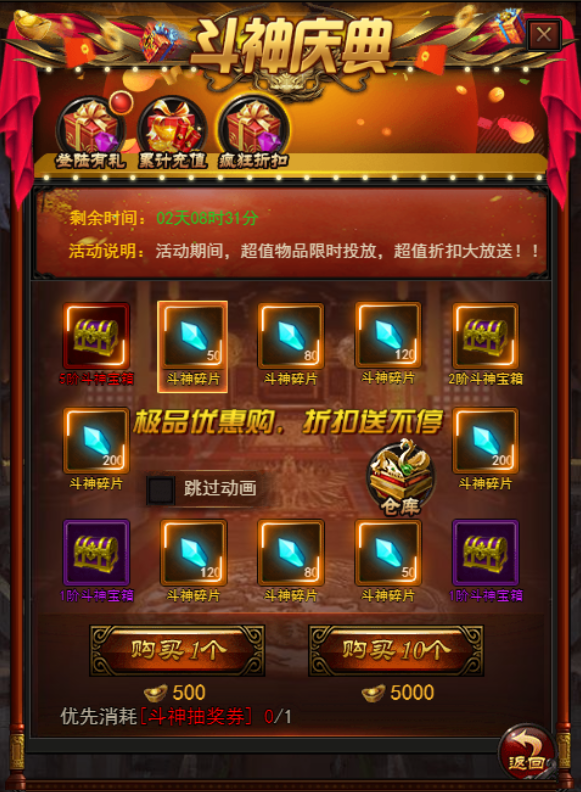 斗神庆典
登陆有礼 累计充值 疯狂折扣
剩余时间：02天08时31分
活动说明：活动期间，超值物品限时投放，超值折扣大放送！！
50 80 120
5阶斗神宝箱 斗神碎片 斗神碎片 斗神碎片 2阶斗神宝箱
极品优惠购，折扣送不停
200 200
斗神碎片 斗神碎片
跳过动画
仓库
120 80 50
1阶斗神宝箱 斗神碎片 斗神碎片 斗神碎片 1阶斗神宝箱
购买1个 购买10个
500 5000
优先消耗[斗神抽奖券] 0/1
返回